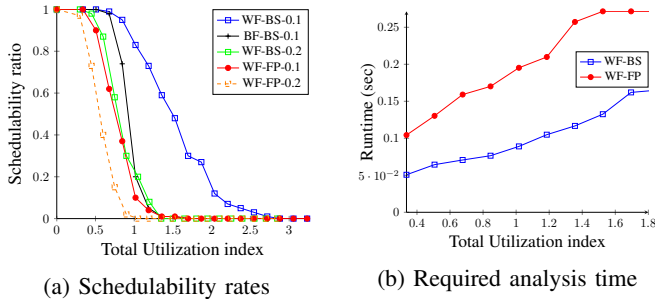 1
0.8
0.6
0.4
0.2
0
0
0.5
1
1.5
2
2.5
3
Schedulability ratio
Total Utilization index
WF-BS-0.1
BF-BS-0.1
WF-BS-0.2
WF-FP-0.1
WF-FP-0.2
(a) Schedulability rates
0.25
0.2
0.15
0.1
5 · 10⁻²
0.4
0.6
0.8
1
1.2
1.4
1.6
1.8
Runtime (sec)
Total Utilization index
WF-BS
WF-FP
(b) Required analysis time